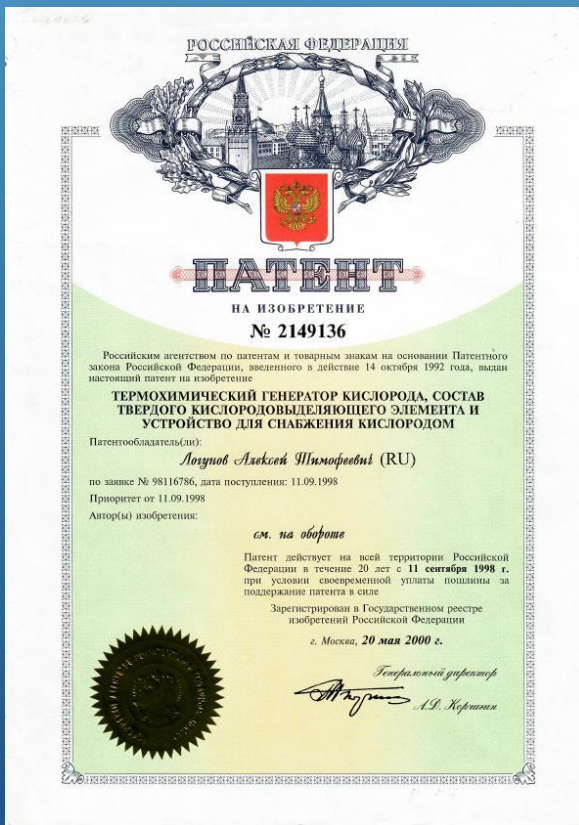 РОССИЙСКАЯ ФЕДЕРАЦИЯ
ПАТЕНТ
НА ИЗОБРЕТЕНИЕ
№ 2149136
Российским агентством по патентам и товарным знакам на основании Патентного
закона Российской Федерации, введенного в действие 14 октября 1992 года, выдан
настоящий патент на изобретение
ТЕРМОХИМИЧЕСКИЙ ГЕНЕРАТОР КИСЛОРОДА, СОСТАВ
ТВЕРДОГО КИСЛОРОДОВЫДЕЛЯЮЩЕГО ЭЛЕМЕНТА И
УСТРОЙСТВО ДЛЯ СНАБЖЕНИЯ КИСЛОРОДОМ
Патентообладатель(ли):
Логунов Алексей Тимофеевич (RU)
по заявке № 98116786, дата поступления: 11.09.1998
Приоритет от 11.09.1998
Автор(ы) изобретения:
см. на обороте
Патент действует на всей территории Российской
Федерации в течение 20 лет с 11 сентября 1998 г.
при условии своевременной уплаты пошлины за
поддержание патента в силе
Зарегистрирован в Государственном реестре
изобретений Российской Федерации
г. Москва, 20 мая 2000 г.
Генеральный директор
А.Д. Корчагин